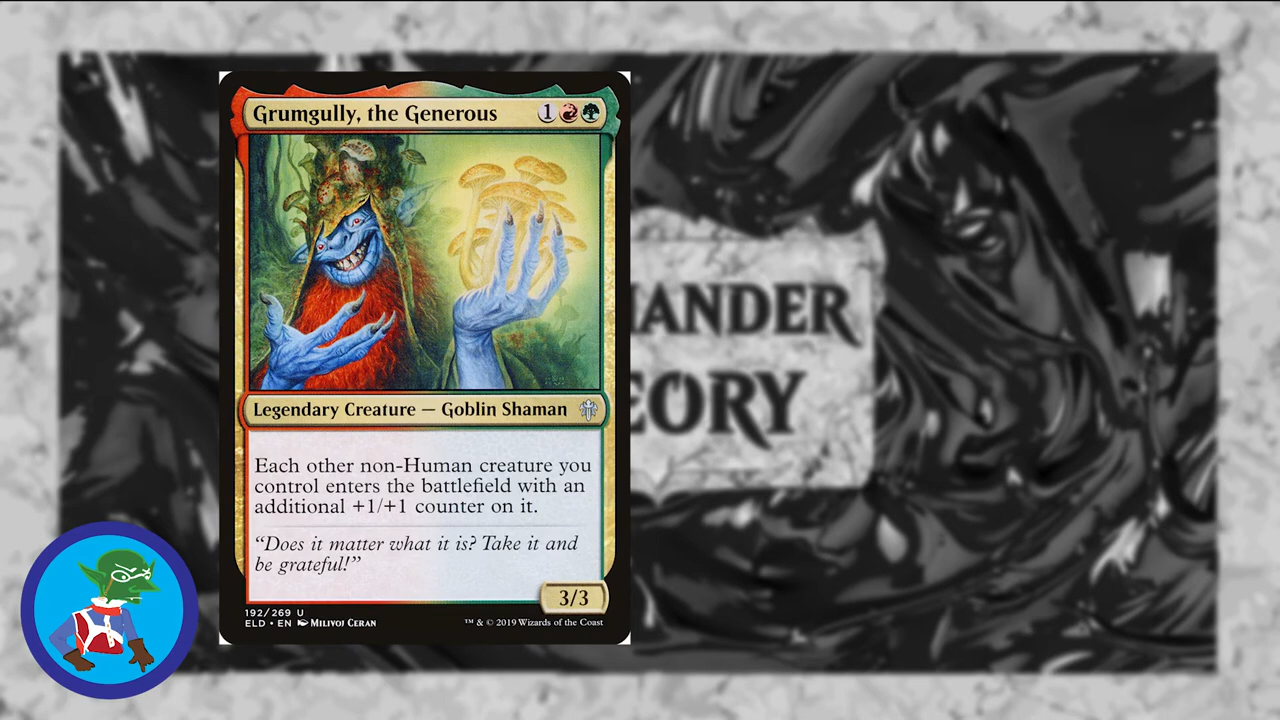 Grumgully, the Generous 1
Legendary Creature — Goblin Shaman
Each other non-Human creature you
control enters the battlefield with an
additional +1/+1 counter on it.
“Does it matter what it is? Take it and
be grateful!”
3/3
192/269 U
ELD • EN Milivoj Ceran
™ & © 2019 Wizards of the Coast
MANDER
EORY